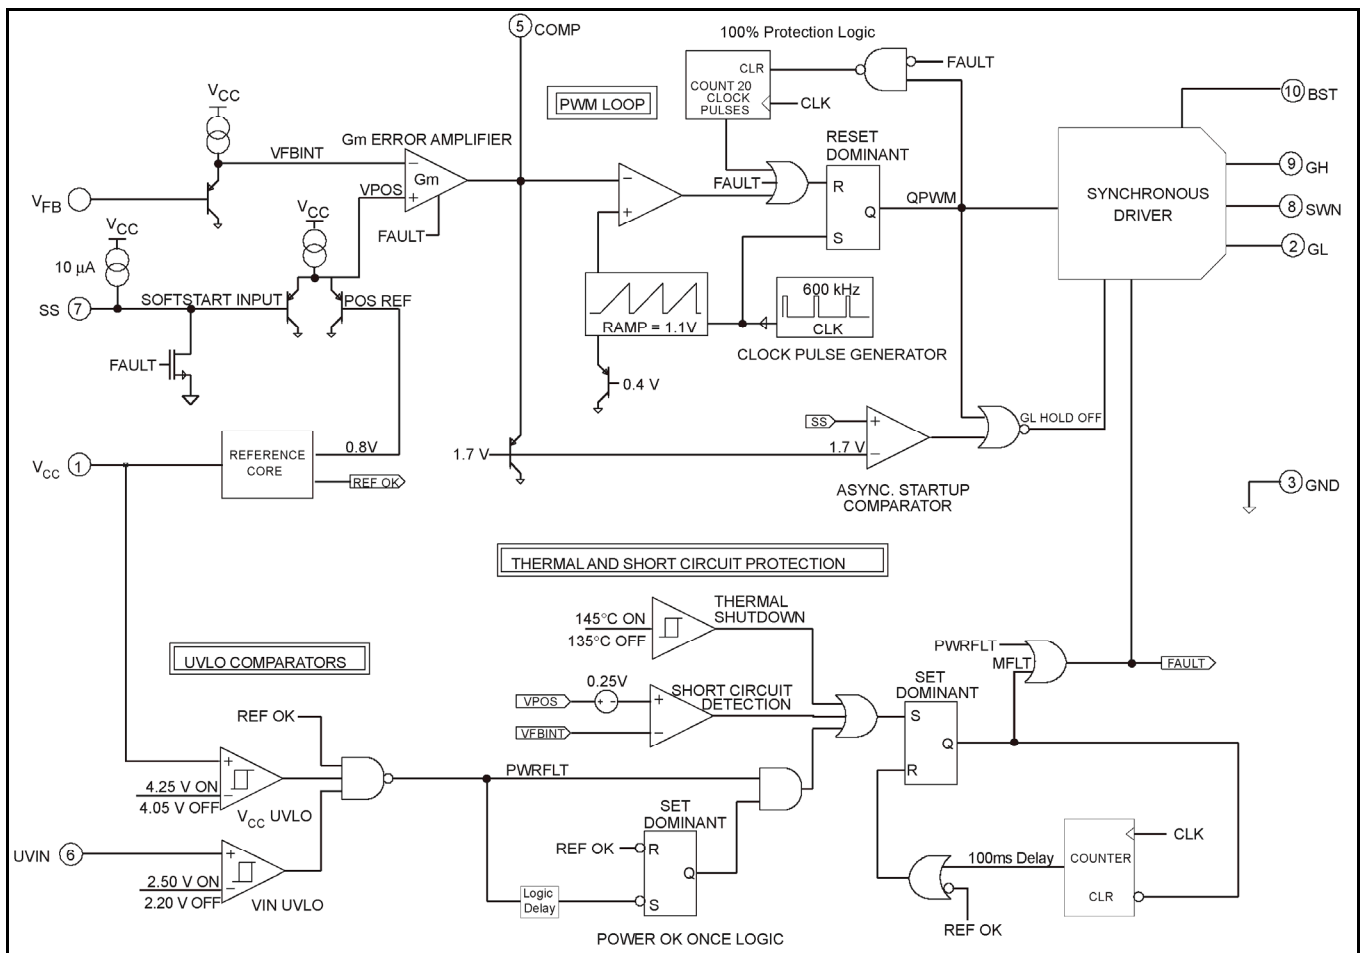 5 COMP
100% Protection Logic
FAULT
CLR
COUNT 20
CLOCK
PULSES
CLK
VCC
PWM LOOP
Gm ERROR AMPLIFIER
10 BST
VFBINT
−
Gm
+
VPOS
RESET
DOMINANT
−
+
FAULT
R
Q
S
QPWM
SYNCHRONOUS
DRIVER
9 GH
8 SWN
2 GL
VFB
VCC
VCC
FAULT
10 μA
SS 7
SOFTSTART INPUT
POS REF
RAMP = 1.1V
600 kHz
CLK
CLOCK PULSE GENERATOR
FAULT
0.4 V
SS
+
GL HOLD OFF
1.7 V
1.7 V
−
ASYNC. STARTUP
COMPARATOR
VCC 1
REFERENCE
CORE
0.8V
REF OK
3 GND
THERMAL AND SHORT CIRCUIT PROTECTION
145°C ON
135°C OFF
THERMAL
SHUTDOWN
UVLO COMPARATORS
PWRFLT
MFLT
FAULT
VPOS
0.25V
+ −
+
−
VFBINT
SHORT CIRCUIT
DETECTION
SET
DOMINANT
S
Q
R
REF OK
+
−
4.25 V ON
4.05 V OFF
VCC UVLO
PWRFLT
SET
DOMINANT
REF OK
R
Q
S
Logic
Delay
POWER OK ONCE LOGIC
UVIN 6
+
−
2.50 V ON
2.20 V OFF
VIN UVLO
100ms Delay
COUNTER
CLK
CLR
REF OK